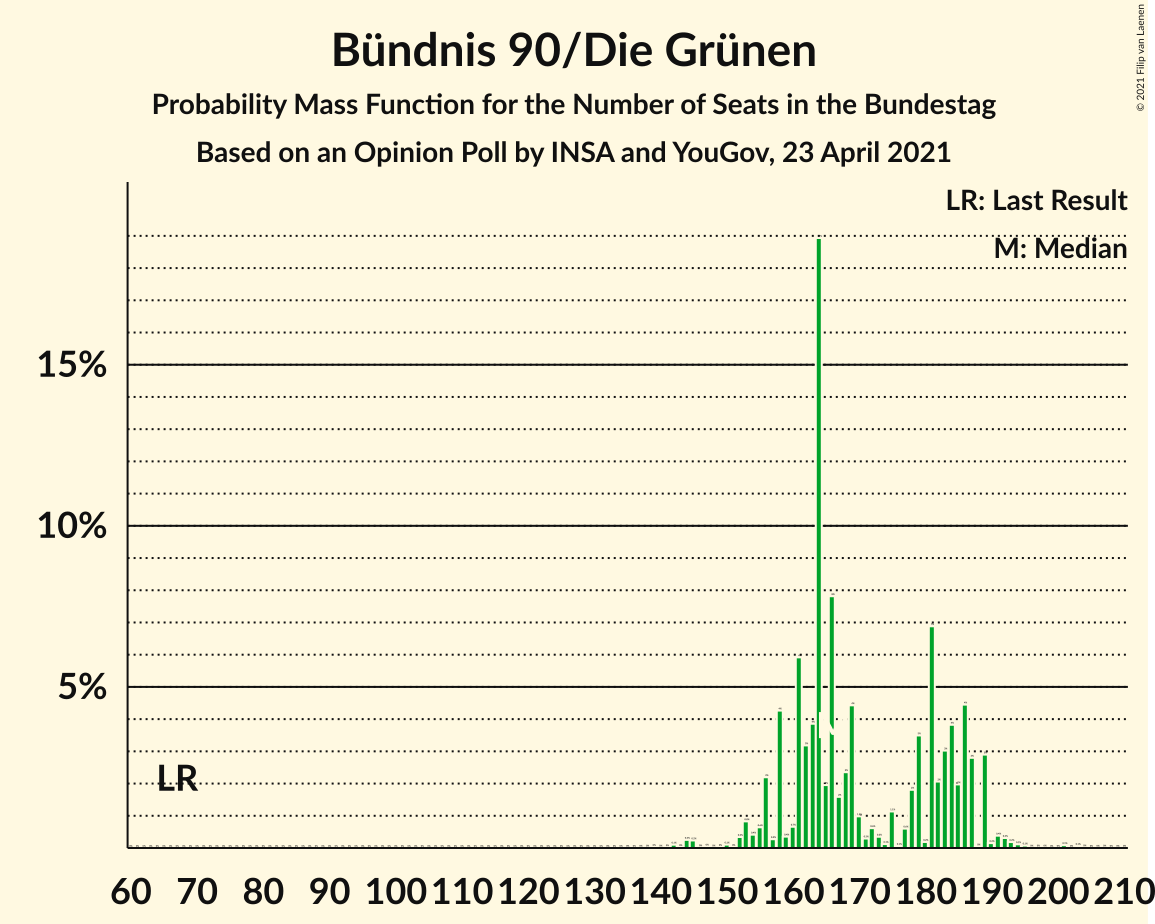 Bündnis 90/Die Grünen
Probability Mass Function for the Number of Seats in the Bundestag
Based on an Opinion Poll by INSA and YouGov, 23 April 2021
© 2021 Filip van Laenen
LR: Last Result
M: Median
15%
10%
5%
LR
60 70 80 90 100 110 120 130 140 150 160 170 180 190 200 210